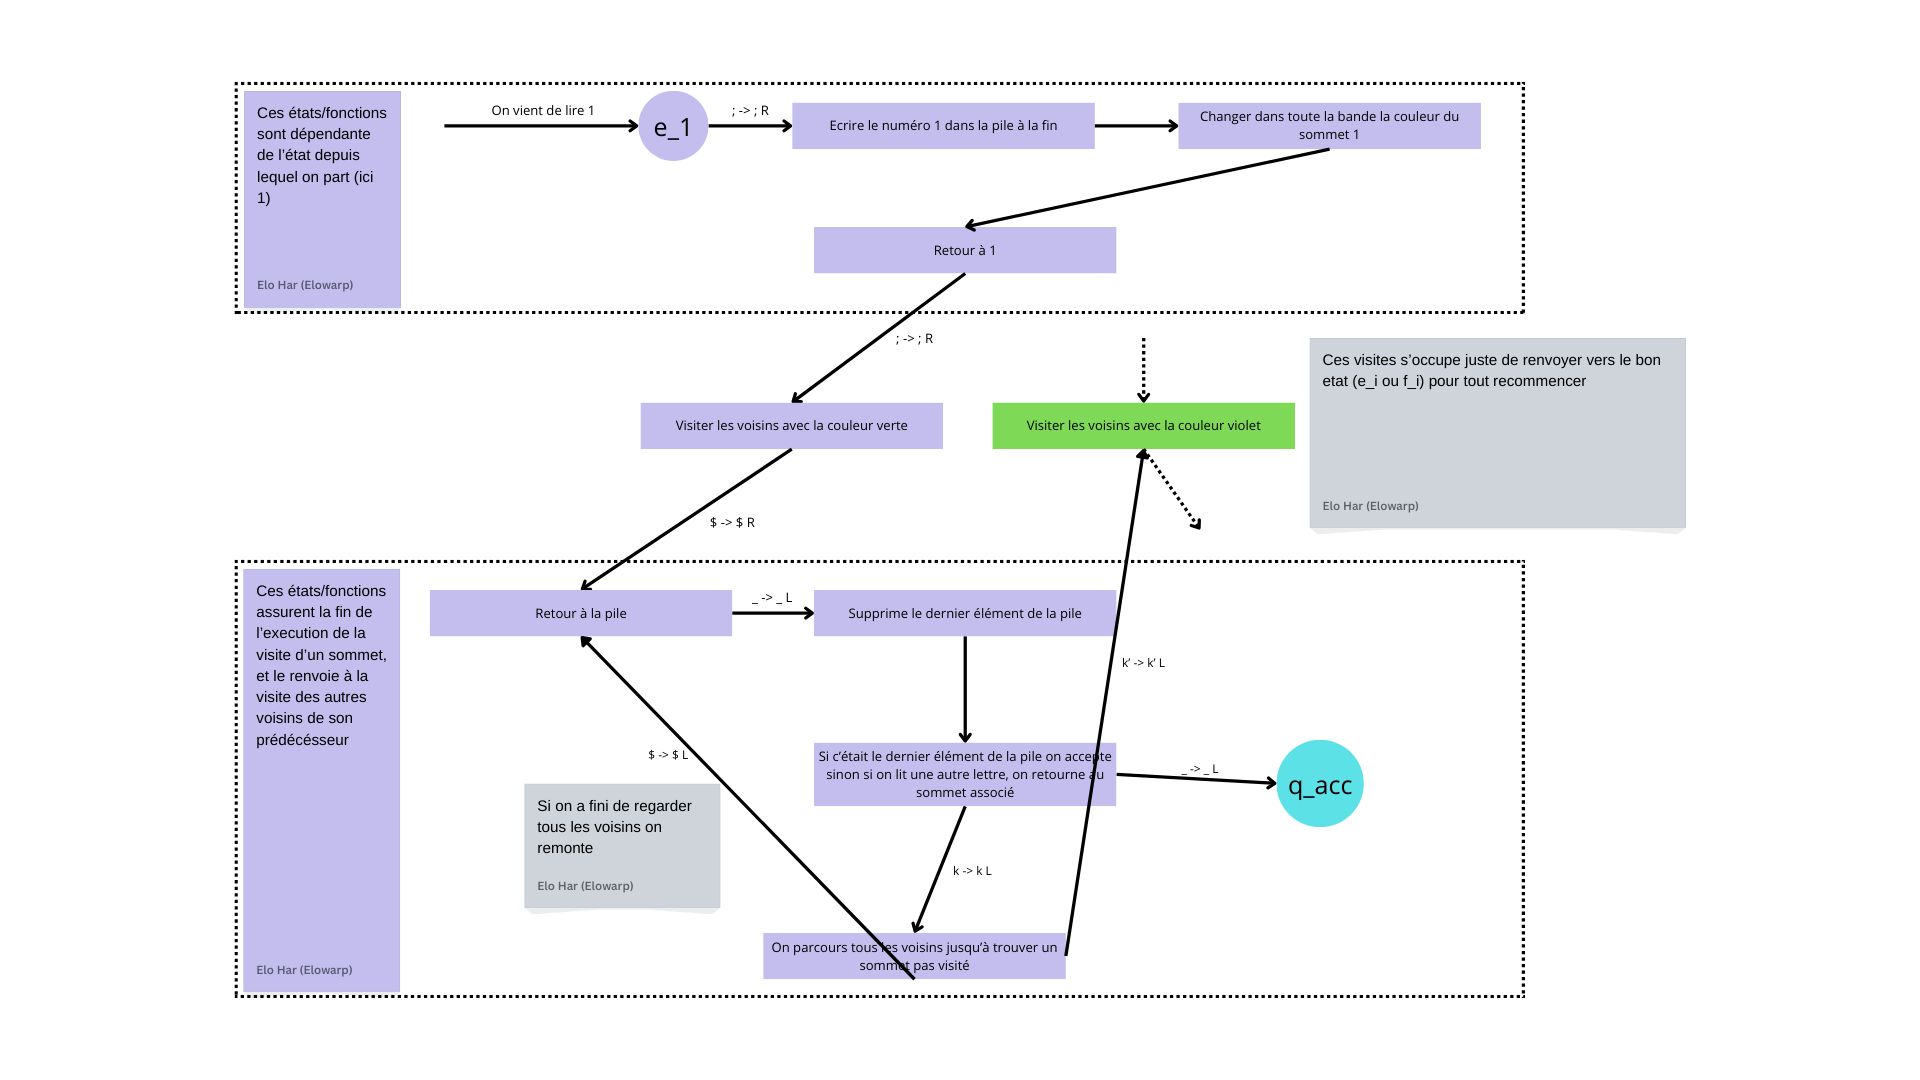 Ces états/fonctions
sont dépendante
de l’état depuis
lequel on part (ici
1)
Elo Har (Elowarp)
On vient de lire 1
e_1
; -> ; R
Ecrire le numéro 1 dans la pile à la fin
Changer dans toute la bande la couleur du
sommet 1
Retour à 1
; -> ; R
Visiter les voisins avec la couleur verte
Visiter les voisins avec la couleur violet
Ces visites s’occupe juste de renvoyer vers le bon
etat (e_i ou f_i) pour tout recommencer
Elo Har (Elowarp)
$ -> $ R
Ces états/fonctions
assurent la fin de
l’execution de la
visite d’un sommet,
et le renvoie à la
visite des autres
voisins de son
prédécésseur
Elo Har (Elowarp)
Retour à la pile
_ -> _ L
Supprime le dernier élément de la pile
k’ -> k’ L
$ -> $ L
Si c’était le dernier élément de la pile on accepte
sinon si on lit une autre lettre, on retourne au
sommet associé
_ -> _ L
q_acc
Si on a fini de regarder
tous les voisins on
remonte
Elo Har (Elowarp)
k -> k L
On parcours tous les voisins jusqu’à trouver un
sommet pas visité